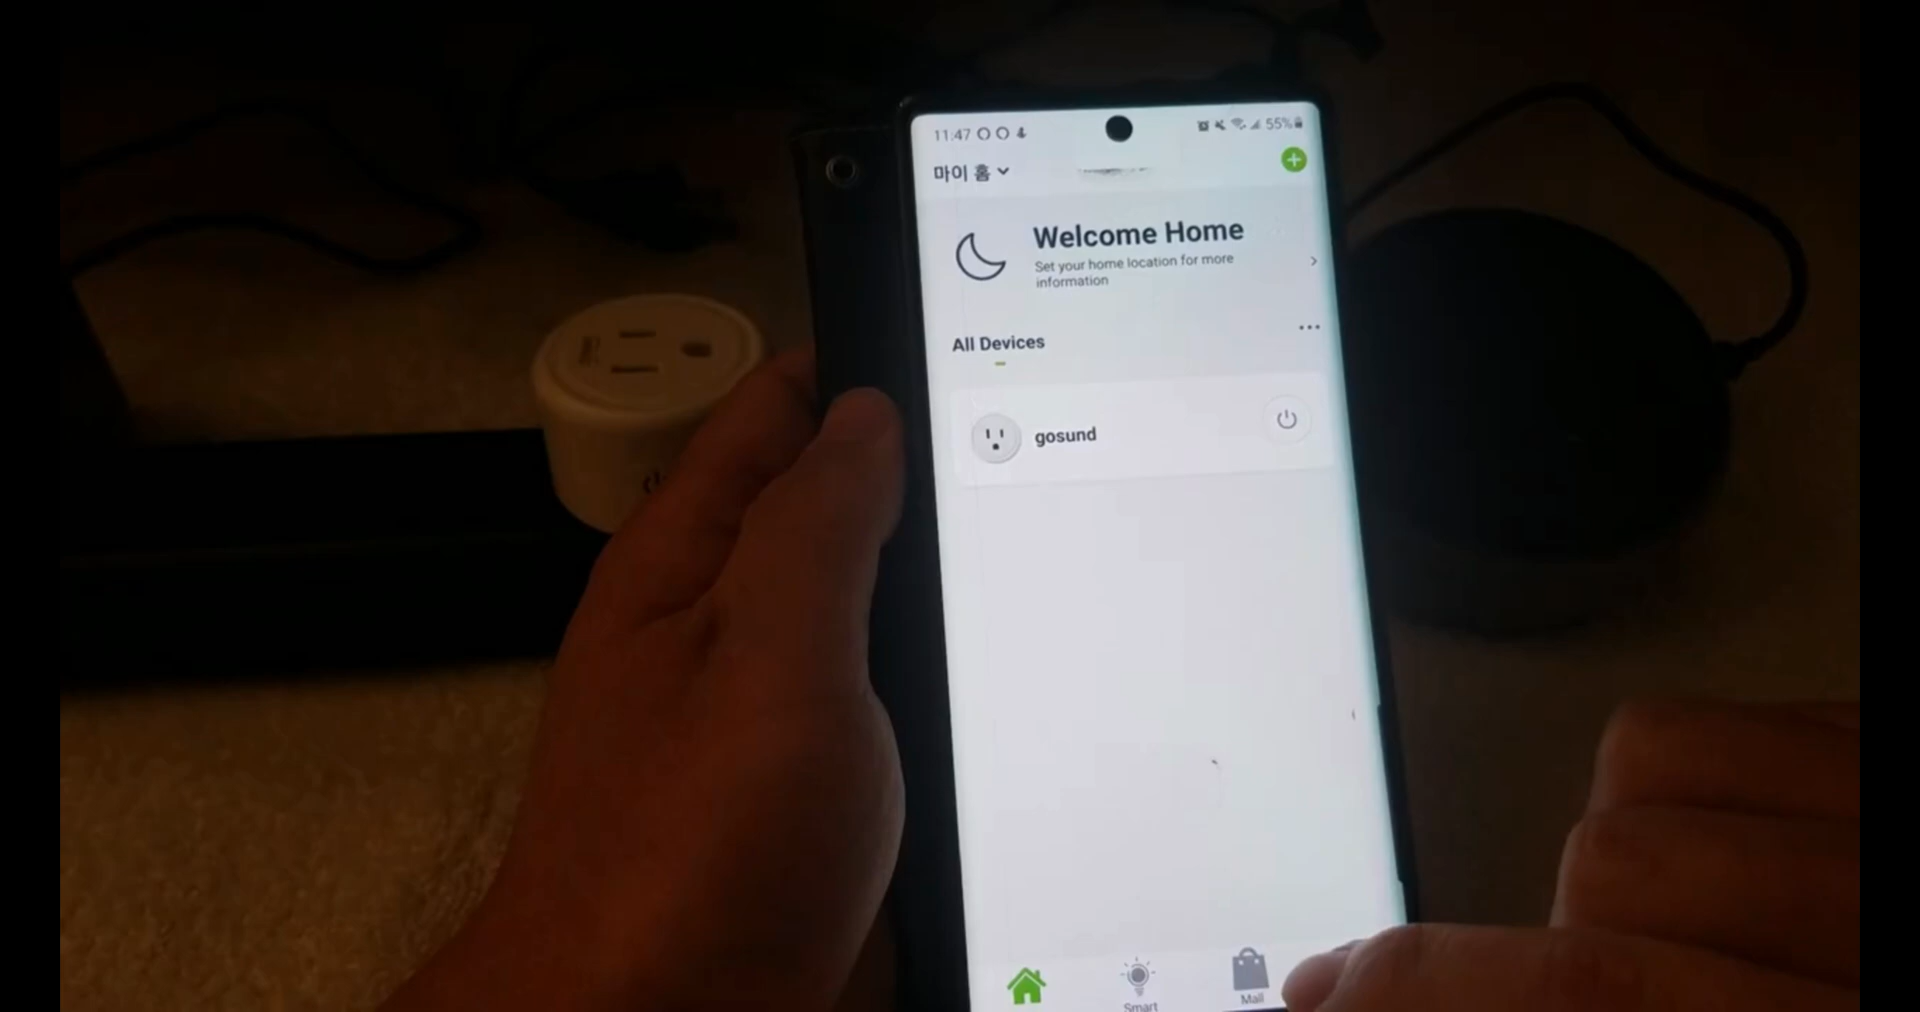 11:47
55%
마이 홈
Welcome Home
Set your home location for more
information
All Devices
gosund
Smart
Mall